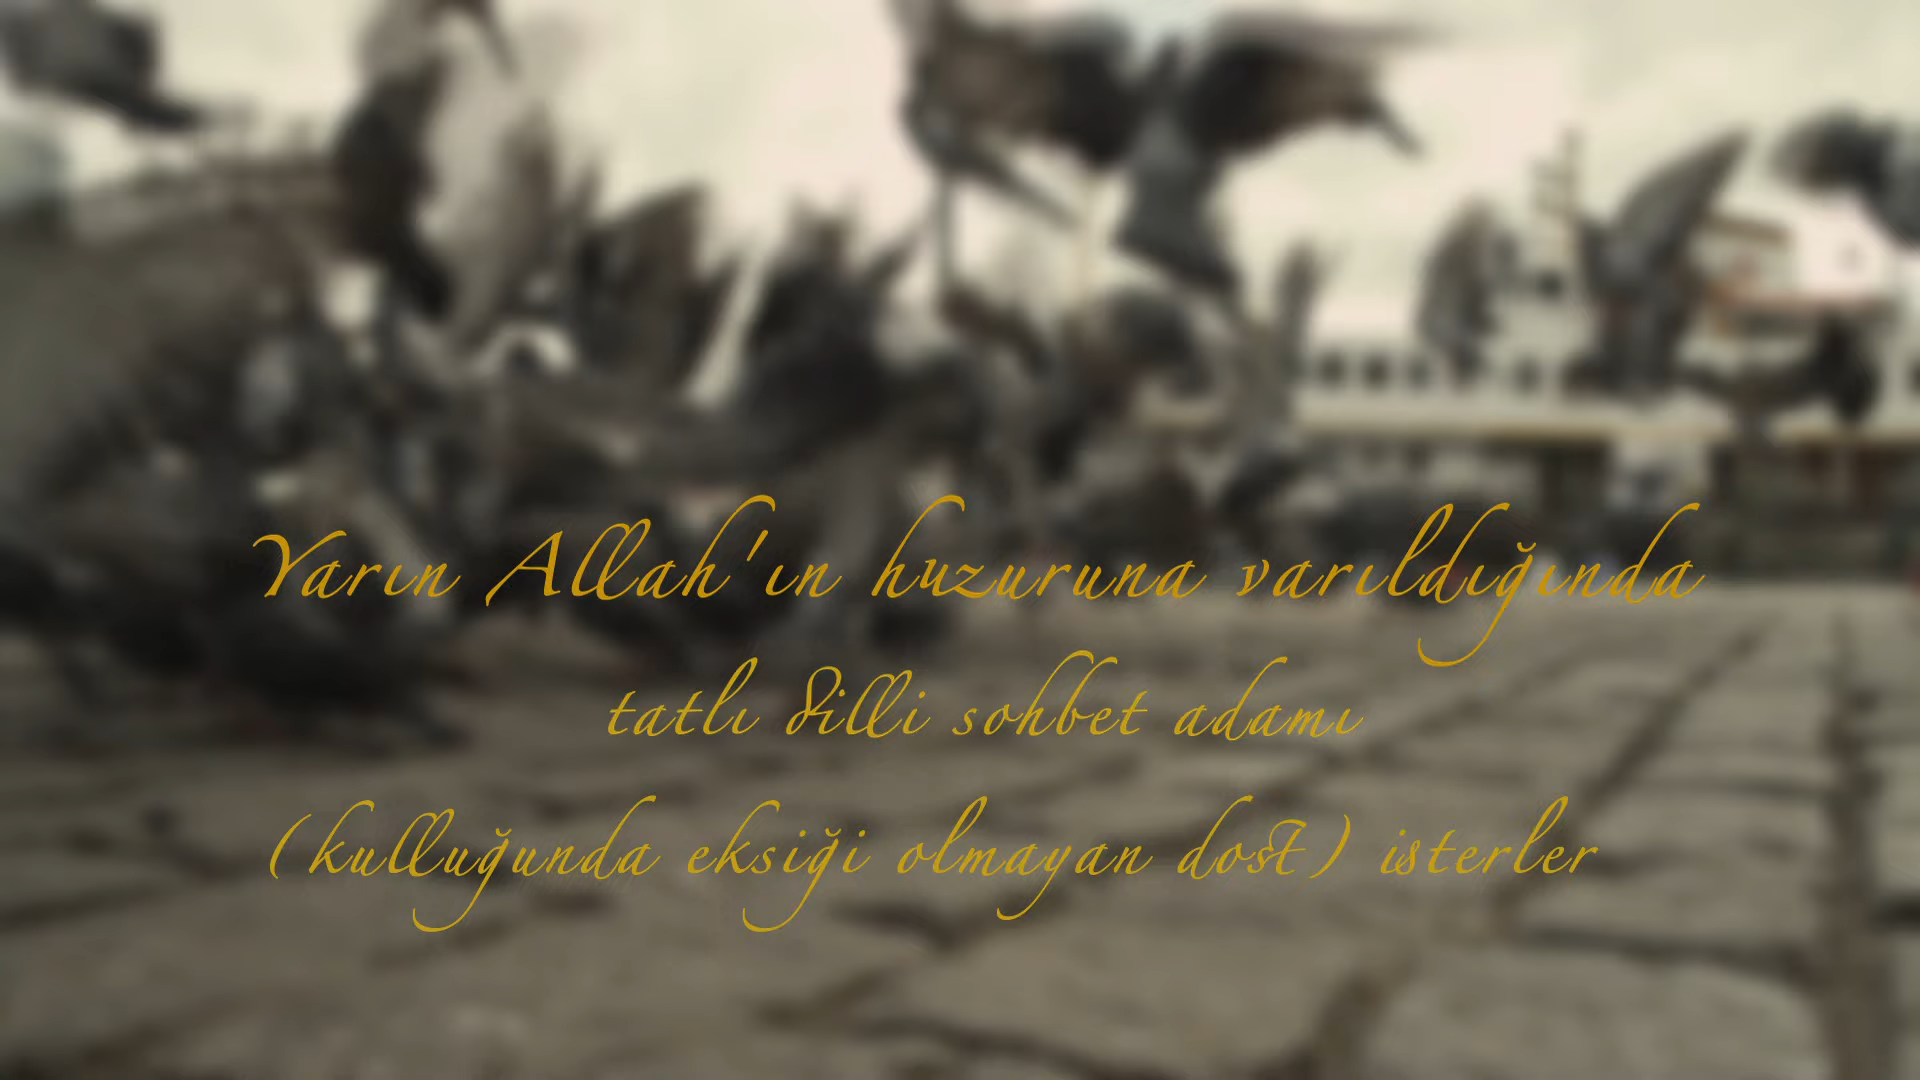 Yarın Allah'ın huzuruna varıldığında
tatlı dilli sohbet adamı
(kulluğunda eksiği olmayan dost) isterler